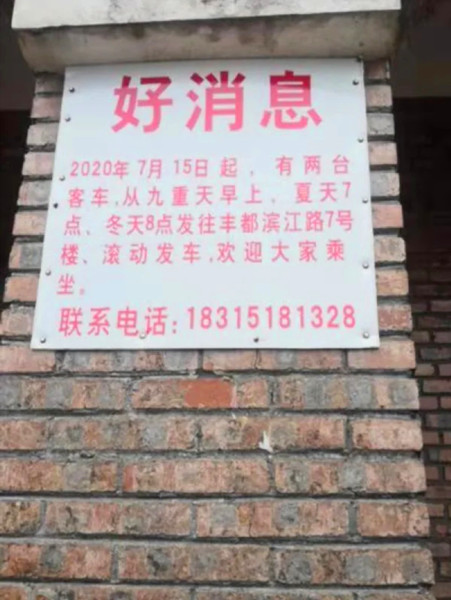 好消息
2020年7月15日起，有两台
客车,从九重天早上、夏天7
点、冬天8点发往丰都滨江路7号
楼、滚动发车,欢迎大家乘
坐。
联系电话:18315181328